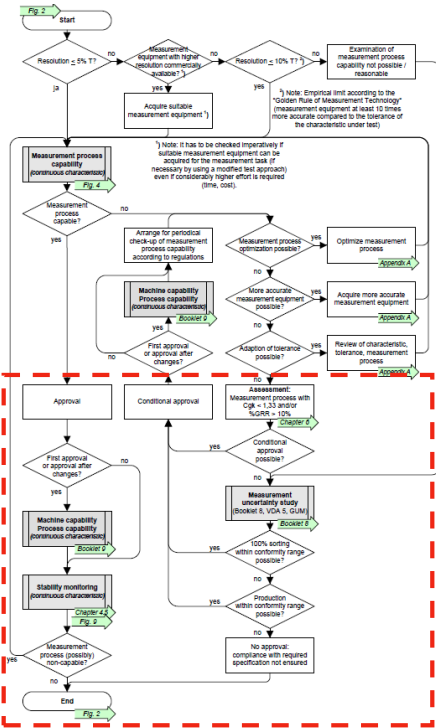 Fig. 2
Start
Resolution ≤ 5% T?
no
Measurement
equipment with higher
resolution commercially
available? ¹)
no
Resolution ≤ 10% T? ²)
no
Examination of
measurement process
capability not possible /
reasonable
ja
yes
yes
Acquire suitable
measurement equipment ¹)
²) Note: Empirical limit according to the
"Golden Rule of Measurement Technology"
(measurement equipment at least 10 times
more accurate compared to the tolerance of
the characteristic under test)
¹) Note: It has to be checked imperatively if
suitable measurement equipment can be
acquired for the measurement task (if
necessary by using a modified test approach)
even if considerably higher effort is required
(time, cost).
Measurement process
capability
(continuous characteristic)
Fig. 4
Measurement
process
capable?
no
yes
Arrange for periodical
check-up of measurement
process capability
according to regulations
Measurement process
optimization possible?
yes
Optimize measurement
process
Appendix A
no
Machine capability
Process capability
(continuous characteristic)
Booklet 9
More accurate
measurement equipment
possible?
yes
Acquire more accurate
measurement equipment
Appendix A
yes
no
First approval
or approval after
changes?
no
Adaption of tolerance
possible?
yes
Review of characteristic,
tolerance, measurement
process
Appendix A
no
Approval
Conditional approval
Assessment:
Measurement process with
Cgk < 1,33 and/or
%GRR > 10%
Chapter 6
First approval
or approval after
changes?
no
yes
Conditional
approval
possible?
yes
no
Machine capability
Process capability
(continuous characteristic)
Booklet 9
Measurement
uncertainty study
(Booklet 8, VDA 5, GUM)
Booklet 8
100% sorting
within conformity range
possible?
yes
no
Stability monitoring
(continuous characteristic)
Chapter 4.5
Fig. 9
Production
within conformity range
possible?
yes
no
Measurement
process (possibly)
non-capable?
yes
no
No approval:
compliance with required
specification not ensured
End
Fig. 2